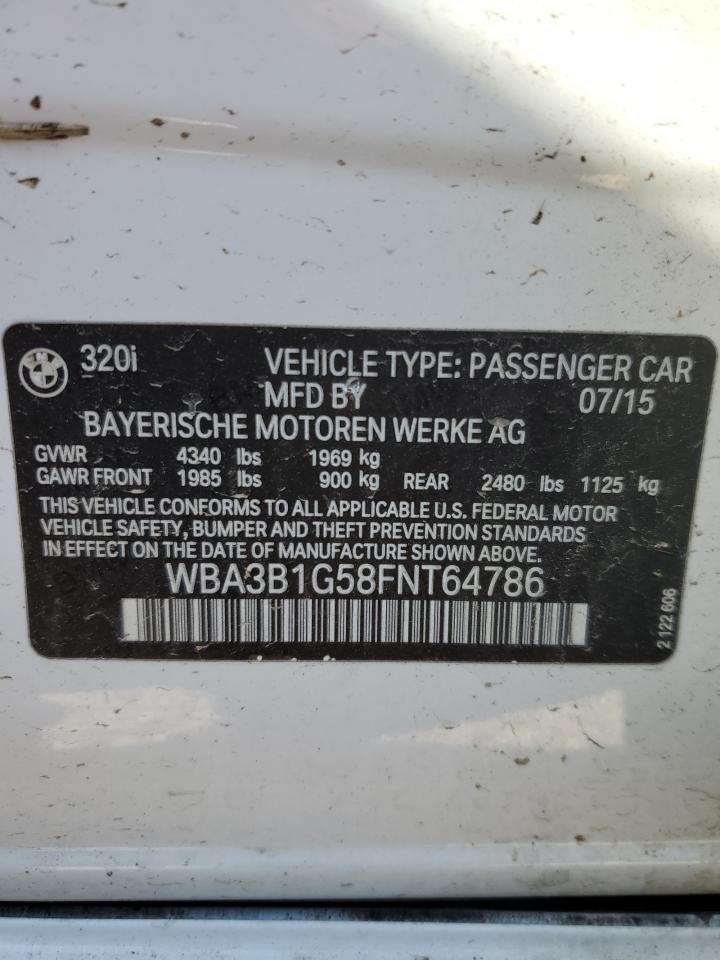 320i VEHICLE TYPE: PASSENGER CAR
MFD BY 07/15
BAYERISCHE MOTOREN WERKE AG
GVWR 4340 lbs 1969 kg
GAWR FRONT 1985 lbs 900 kg REAR 2480 lbs 1125 kg
THIS VEHICLE CONFORMS TO ALL APPLICABLE U.S. FEDERAL MOTOR
VEHICLE SAFETY, BUMPER AND THEFT PREVENTION STANDARDS
IN EFFECT ON THE DATE OF MANUFACTURE SHOWN ABOVE.
WBA3B1G58FNT64786
2 122 606